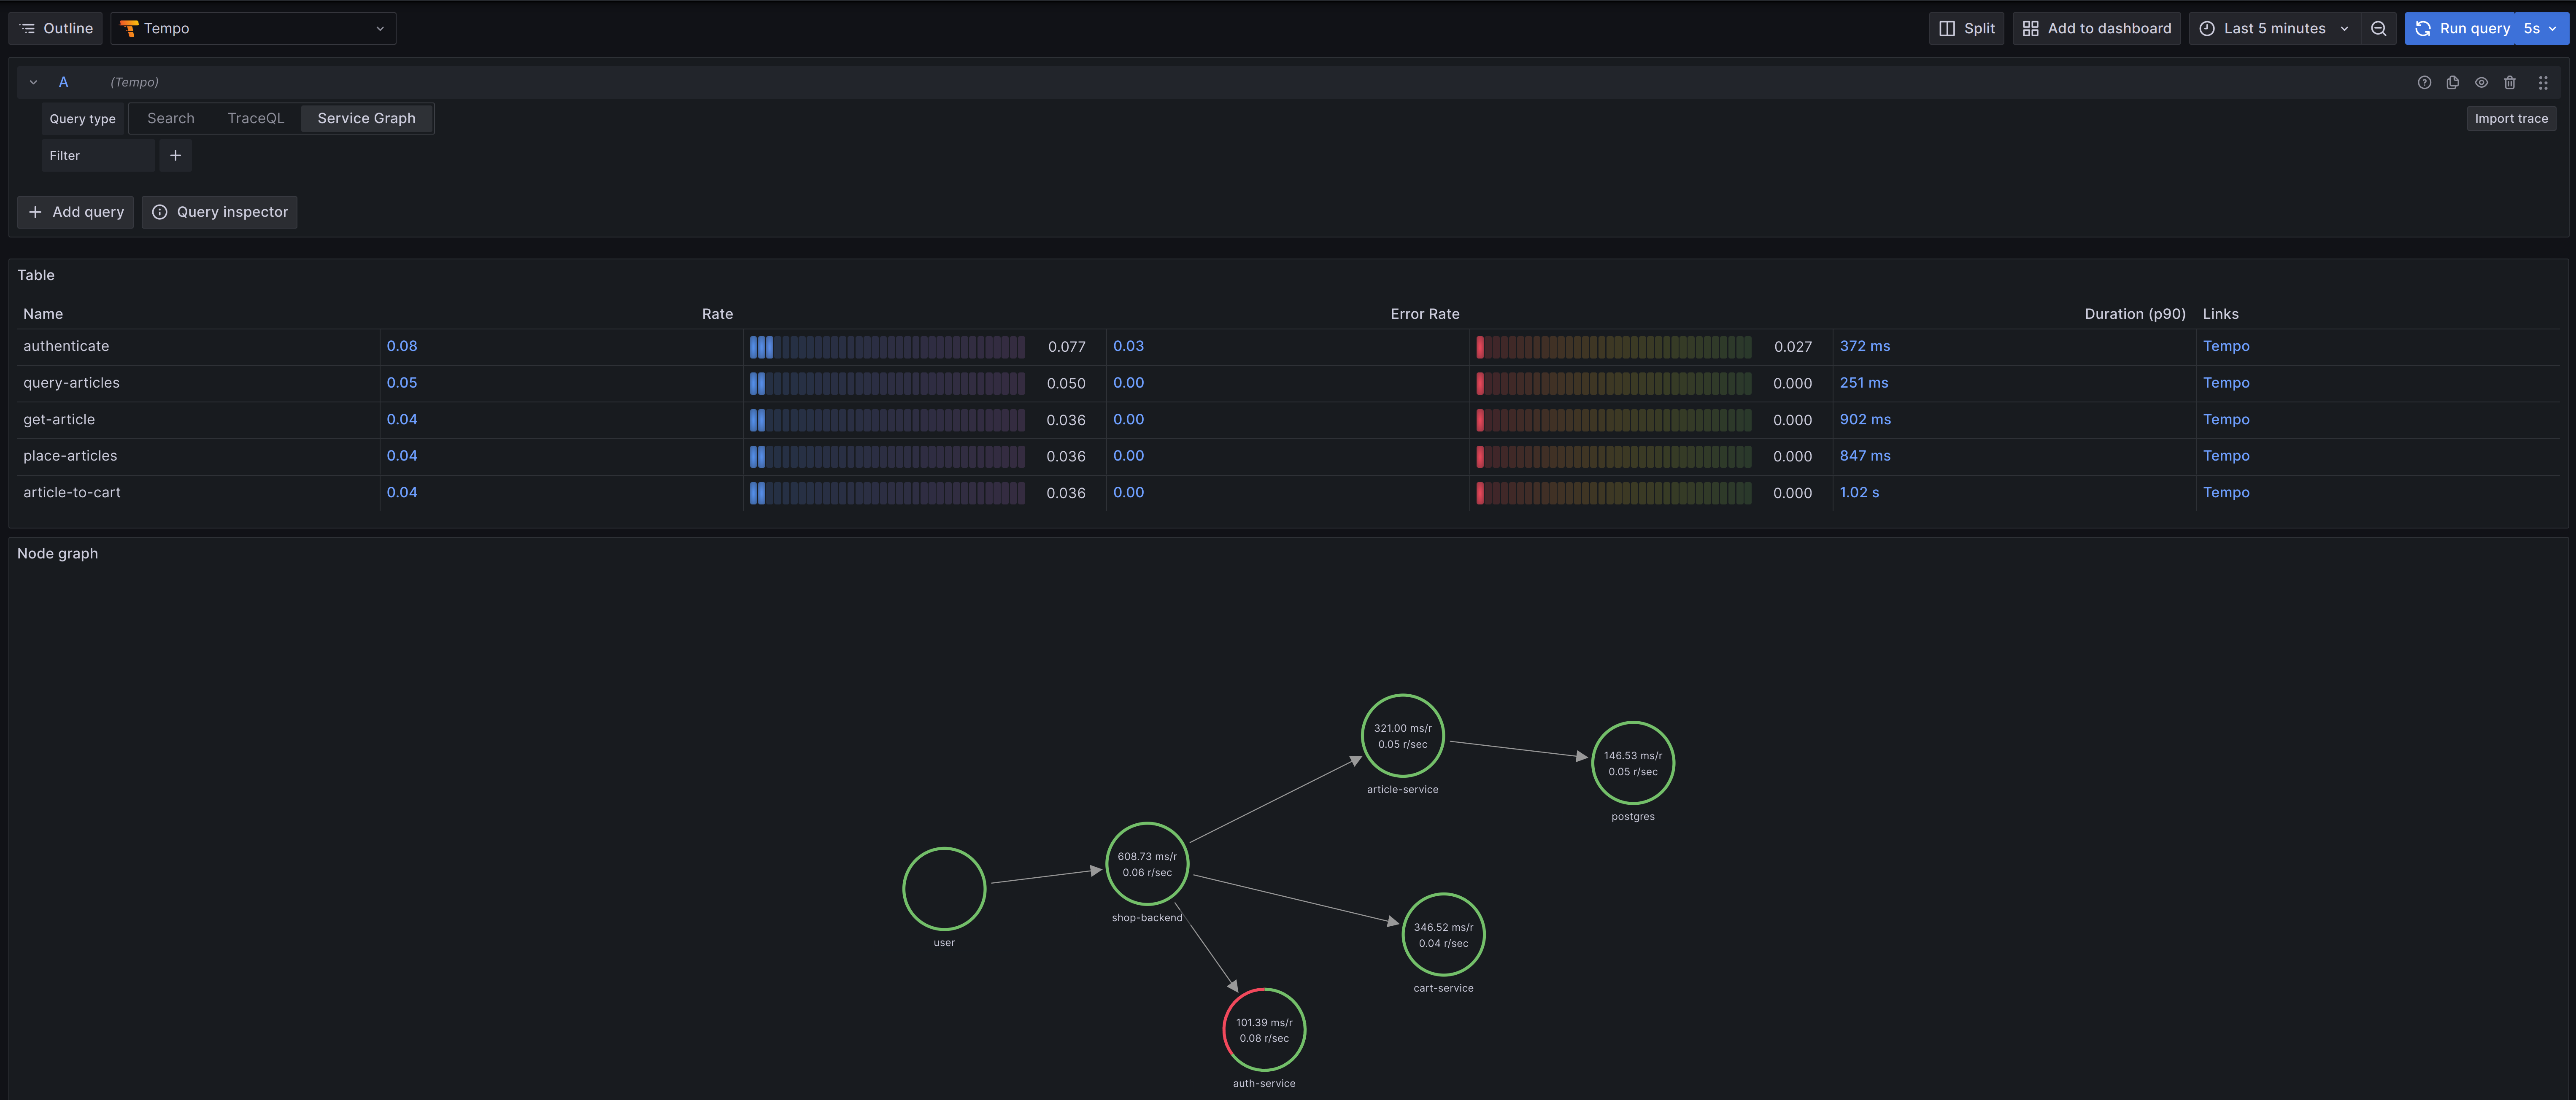 Outline Tempo Split Add to dashboard Last 5 minutes Run query 5s
A (Tempo)
Query type Search TraceQL Service Graph Import trace
Filter
Add query Query inspector
Table
Name Rate Error Rate Duration (p90) Links
authenticate 0.08 0.077 0.03 0.027 372 ms Tempo
query-articles 0.05 0.050 0.00 0.000 251 ms Tempo
get-article 0.04 0.036 0.00 0.000 902 ms Tempo
place-articles 0.04 0.036 0.00 0.000 847 ms Tempo
article-to-cart 0.04 0.036 0.00 0.000 1.02 s Tempo
Node graph
321.00 ms/r
0.05 r/sec
article-service
146.53 ms/r
0.05 r/sec
postgres
608.73 ms/r
0.06 r/sec
shop-backend
user
346.52 ms/r
0.04 r/sec
cart-service
101.39 ms/r
0.08 r/sec
auth-service